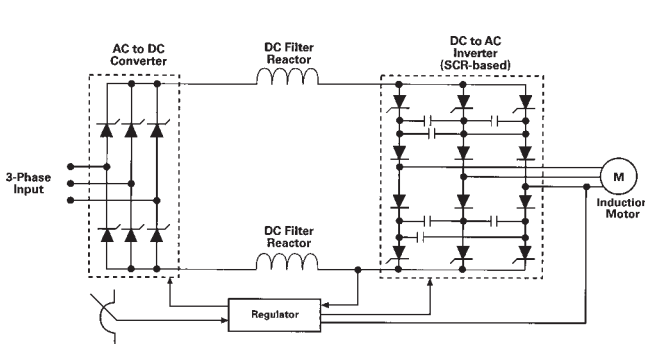 AC to DC
Converter
DC Filter
Reactor
DC to AC
Inverter
(SCR-based)
3-Phase
Input
M
Induction
Motor
DC Filter
Reactor
Regulator